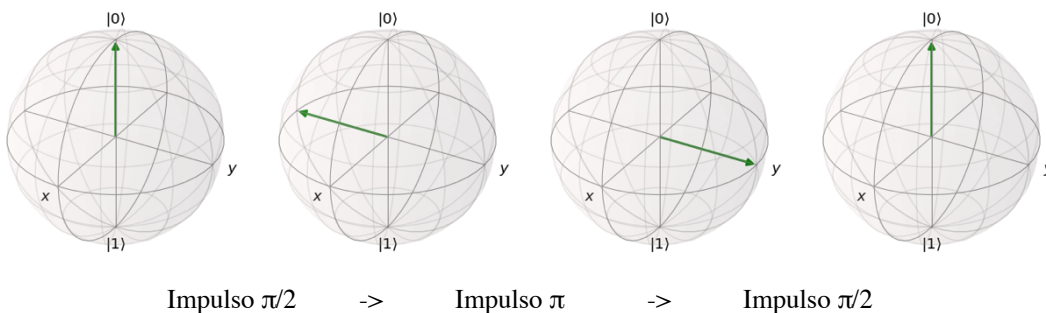 |0⟩ |0⟩ |0⟩ |0⟩
y y y y
x x x x
|1⟩ |1⟩ |1⟩ |1⟩
Impulso π/2 -> Impulso π -> Impulso π/2